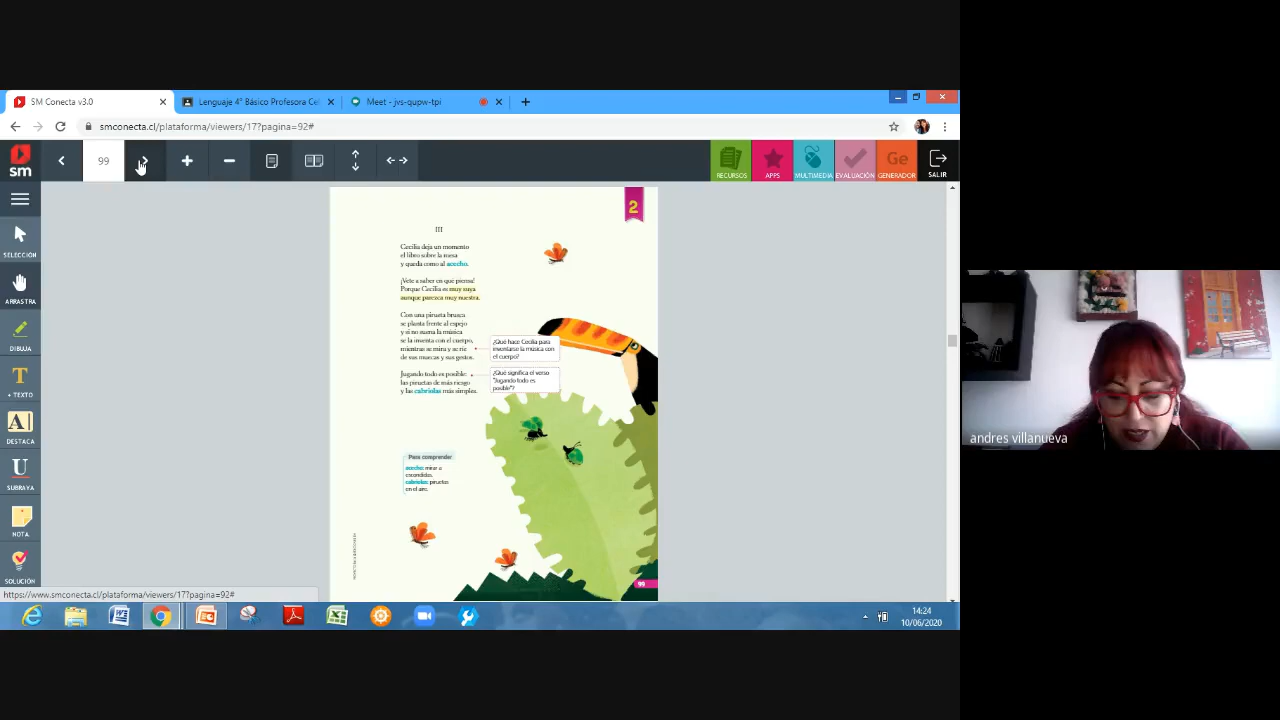 SM Conecta v3.0
Lenguaje 4° Básico Profesora Ce
Meet - jvs-qupw-tpi
smconecta.cl/plataforma/viewers/17?pagina=92#
sm
99
RECURSOS
APPS
MULTIMEDIA
EVALUACIÓN
Ge
GENERADOR
SALIR
SELECCIÓN
ARRASTRA
DIBUJA
T
+ TEXTO
A
DESTACA
U
SUBRAYA
NOTA
SOLUCIÓN
2
III
Cecilia deja un momento
el libro sobre la mesa
y queda como al acecho.
¡Vete a saber en qué piensa!
Porque Cecilia es muy suya
aunque parezca muy nuestra.
Con una pirueta brusca
se planta frente al espejo
y si no suena la música
se la inventa con el cuerpo,
mientras se mira y se ríe
de sus muecas y sus gestos.
Jugando todo es posible:
las piruetas de más riesgo
y las cabriolas más simples.
¿Qué hace Cecilia para
inventarse la música con
el cuerpo?
¿Qué significa el verso
"Jugando todo es
posible"?
Para comprender
acecho: mirar a
escondidas.
cabriolas: piruetas
en el aire.
99
https://www.smconecta.cl/plataforma/viewers/17?pagina=92#
14:24
10/06/2020
andres villanueva